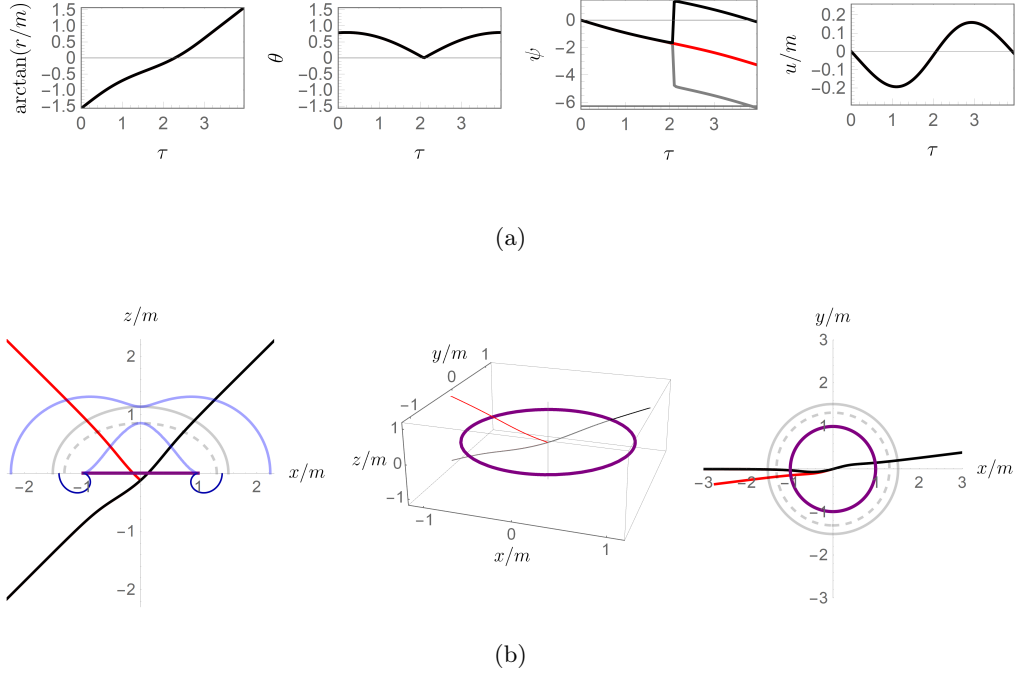 arctan(r/m)
1.5
1.0
0.5
0
−0.5
−1.0
−1.5
0 1 2 3
τ
θ
1.5
1.0
0.5
0
−0.5
−1.0
−1.5
0 1 2 3
τ
ψ
0
−2
−4
−6
0 1 2 3
τ
u/m
0.2
0.1
0
−0.1
−0.2
0 1 2 3
τ
(a)
z/m
2
1
−2 −1 1 2 x/m
−1
−2
y/m
1
0
−1
z/m
1
0
−1
−1 0 1
x/m
y/m
3
2
1
−3 −2 −1 1 2 3 x/m
−1
−2
−3
(b)